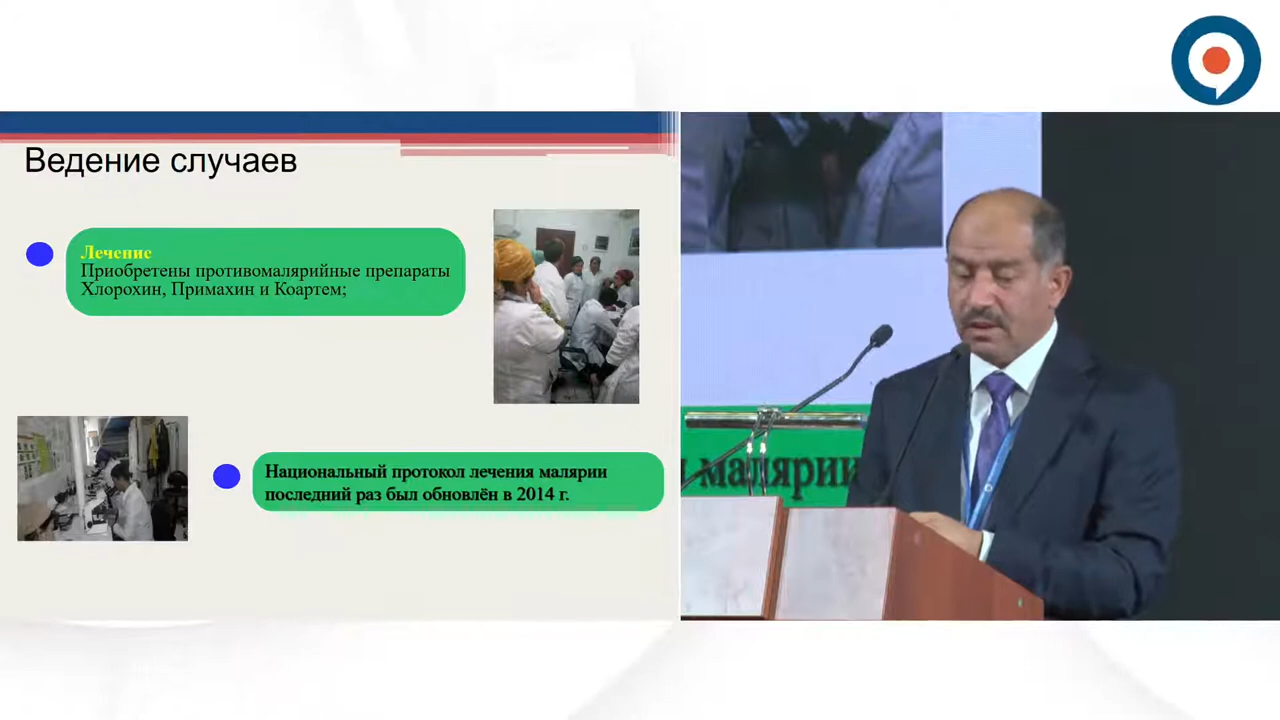 Ведение случаев
Лечение
Приобретены противомалярийные препараты
Хлорохин, Примахин и Коартем;
Национальный протокол лечения малярии
последний раз был обновлён в 2014 г.
малярии